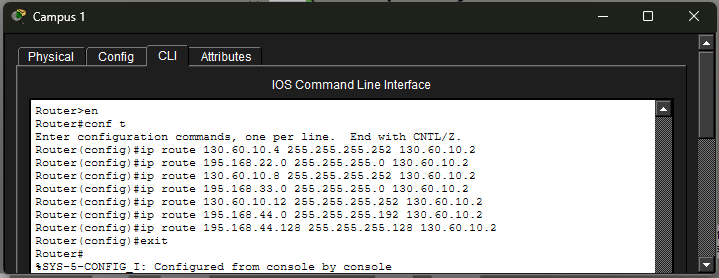 Campus 1
Physical Config CLI Attributes
IOS Command Line Interface
Router>en
Router#conf t
Enter configuration commands, one per line.  End with CNTL/Z.
Router(config)#ip route 130.60.10.4 255.255.255.252 130.60.10.2
Router(config)#ip route 195.168.22.0 255.255.255.0 130.60.10.2
Router(config)#ip route 130.60.10.8 255.255.255.252 130.60.10.2
Router(config)#ip route 195.168.33.0 255.255.255.0 130.60.10.2
Router(config)#ip route 130.60.10.12 255.255.255.252 130.60.10.2
Router(config)#ip route 195.168.44.0 255.255.255.192 130.60.10.2
Router(config)#ip route 195.168.44.128 255.255.255.128 130.60.10.2
Router(config)#exit
Router#
%SYS-5-CONFIG_I: Configured from console by console